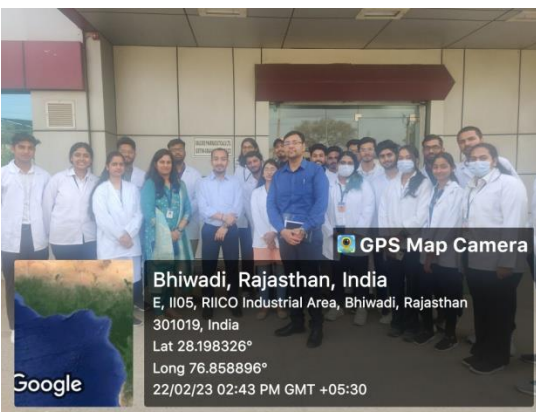 GPS Map Camera
Bhiwadi, Rajasthan, India
E, II05, RIICO Industrial Area, Bhiwadi, Rajasthan
301019, India
Lat 28.198326°
Long 76.858896°
22/02/23 02:43 PM GMT +05:30
Google